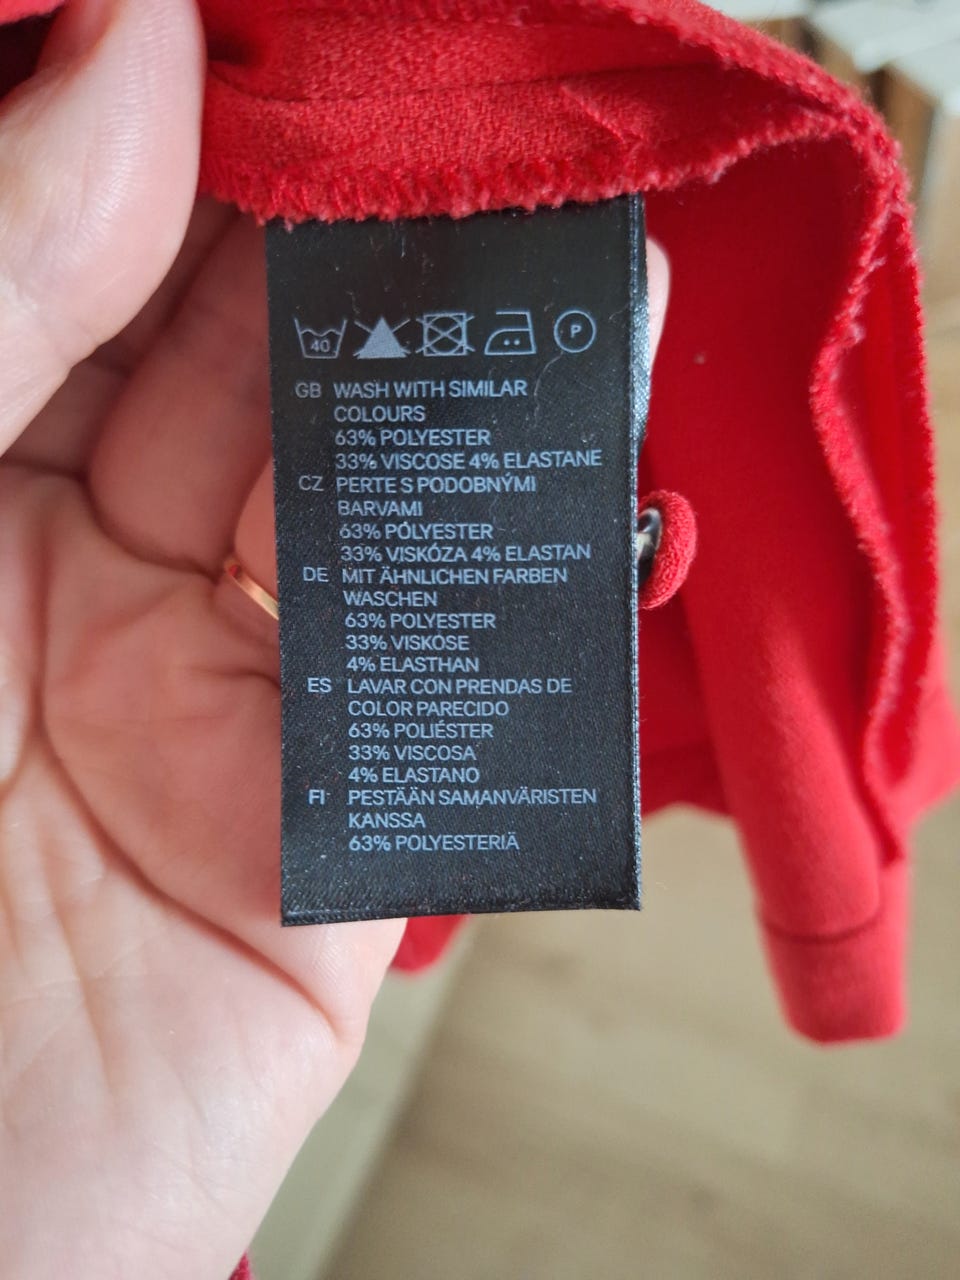 40 P
GB WASH WITH SIMILAR
COLOURS
63% POLYESTER
33% VISCOSE 4% ELASTANE
CZ PERTE S PODOBNÝMI
BARVAMI
63% POLYESTER
33% VISKÓZA 4% ELASTAN
DE MIT ÄHNLICHEN FARBEN
WASCHEN
63% POLYESTER
33% VISKOSE
4% ELASTHAN
ES LAVAR CON PRENDAS DE
COLOR PARECIDO
63% POLIÉSTER
33% VISCOSA
4% ELASTANO
FI PESTÄÄN SAMANVÄRISTEN
KANSSA
63% POLYESTERIÄ